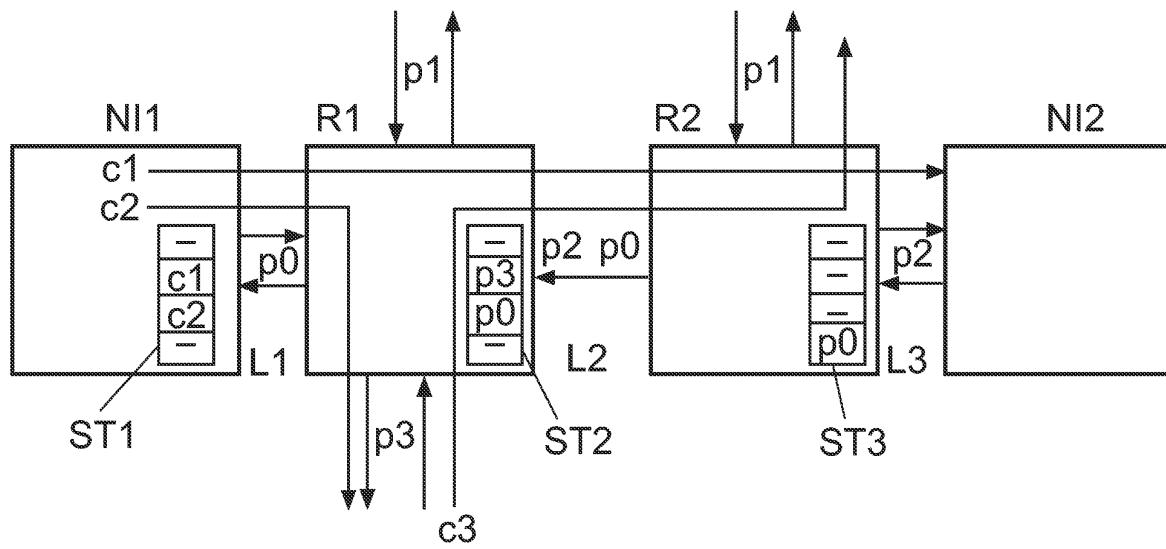 p1 p1
NI1 R1 R2 NI2
c1
c2
– – –
p0 p2 p0 p2
c1 p3 –
c2 p0 –
– – p0
L1 L2 L3
ST1 p3 ST2 ST3
c3